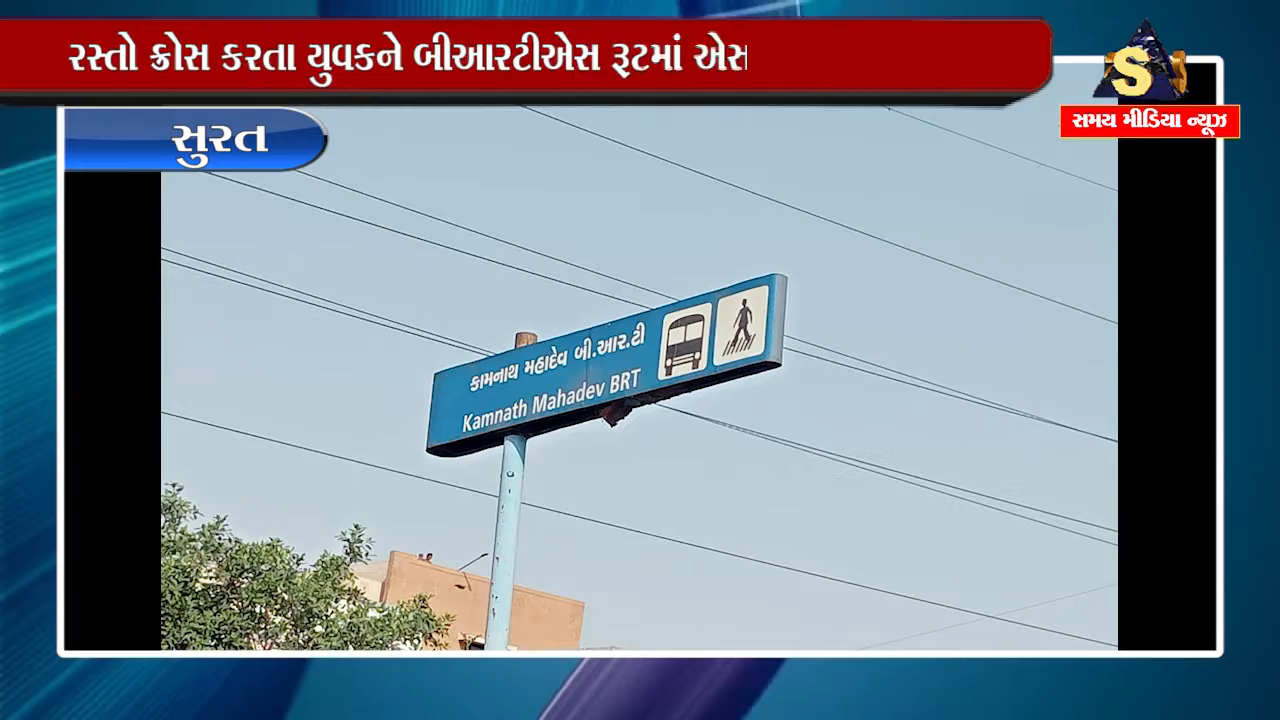 રસ્તો ક્રોસ કરતા યુવકને બીઆરટીએસ રૂટમાં એસ
S
સમય મીડિયા ન્યૂઝ
સુરત
કામનાથ મહાદેવ બી.આર.ટી
Kamnath Mahadev BRT